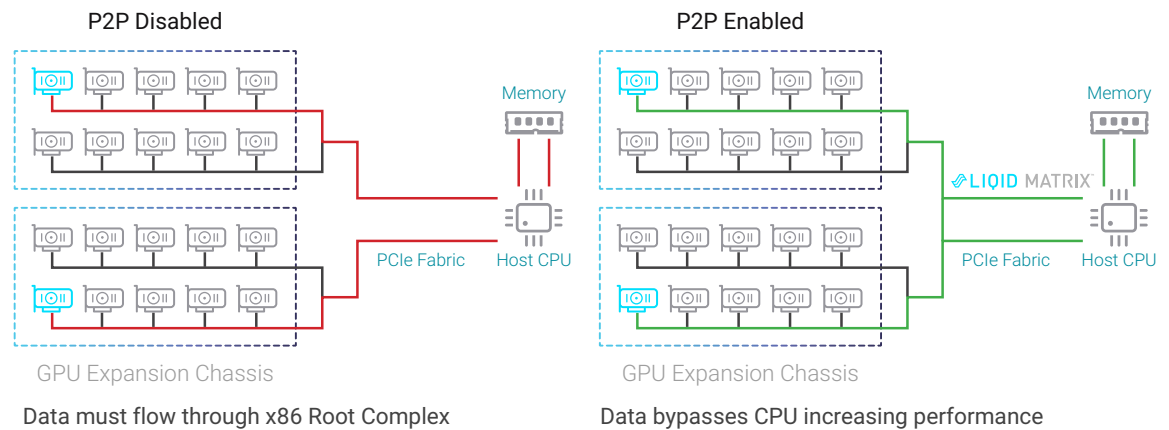 P2P Disabled
Memory
PCIe Fabric
Host CPU
GPU Expansion Chassis
Data must flow through x86 Root Complex
P2P Enabled
Memory
LIQID MATRIX™
PCIe Fabric
Host CPU
GPU Expansion Chassis
Data bypasses CPU increasing performance